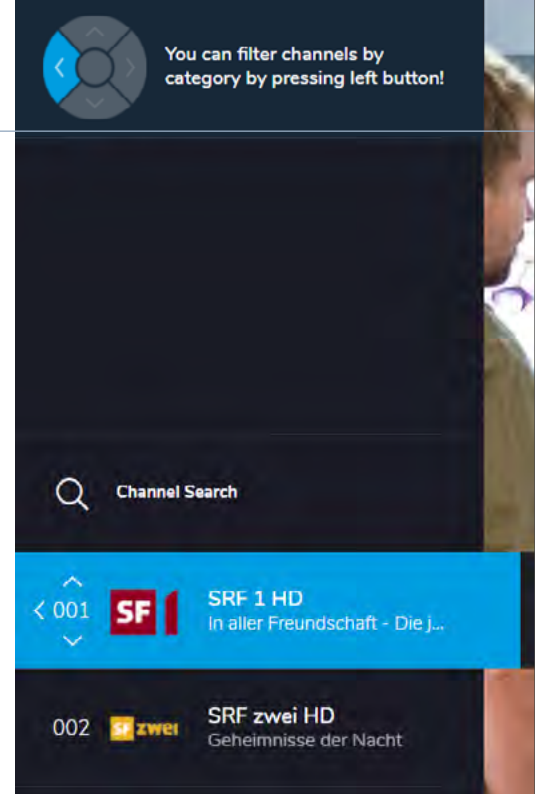 You can filter channels by
category by pressing left button!
Channel Search
001
SF 1
SRF 1 HD
In aller Freundschaft - Die j...
002
SF zwei
SRF zwei HD
Geheimnisse der Nacht